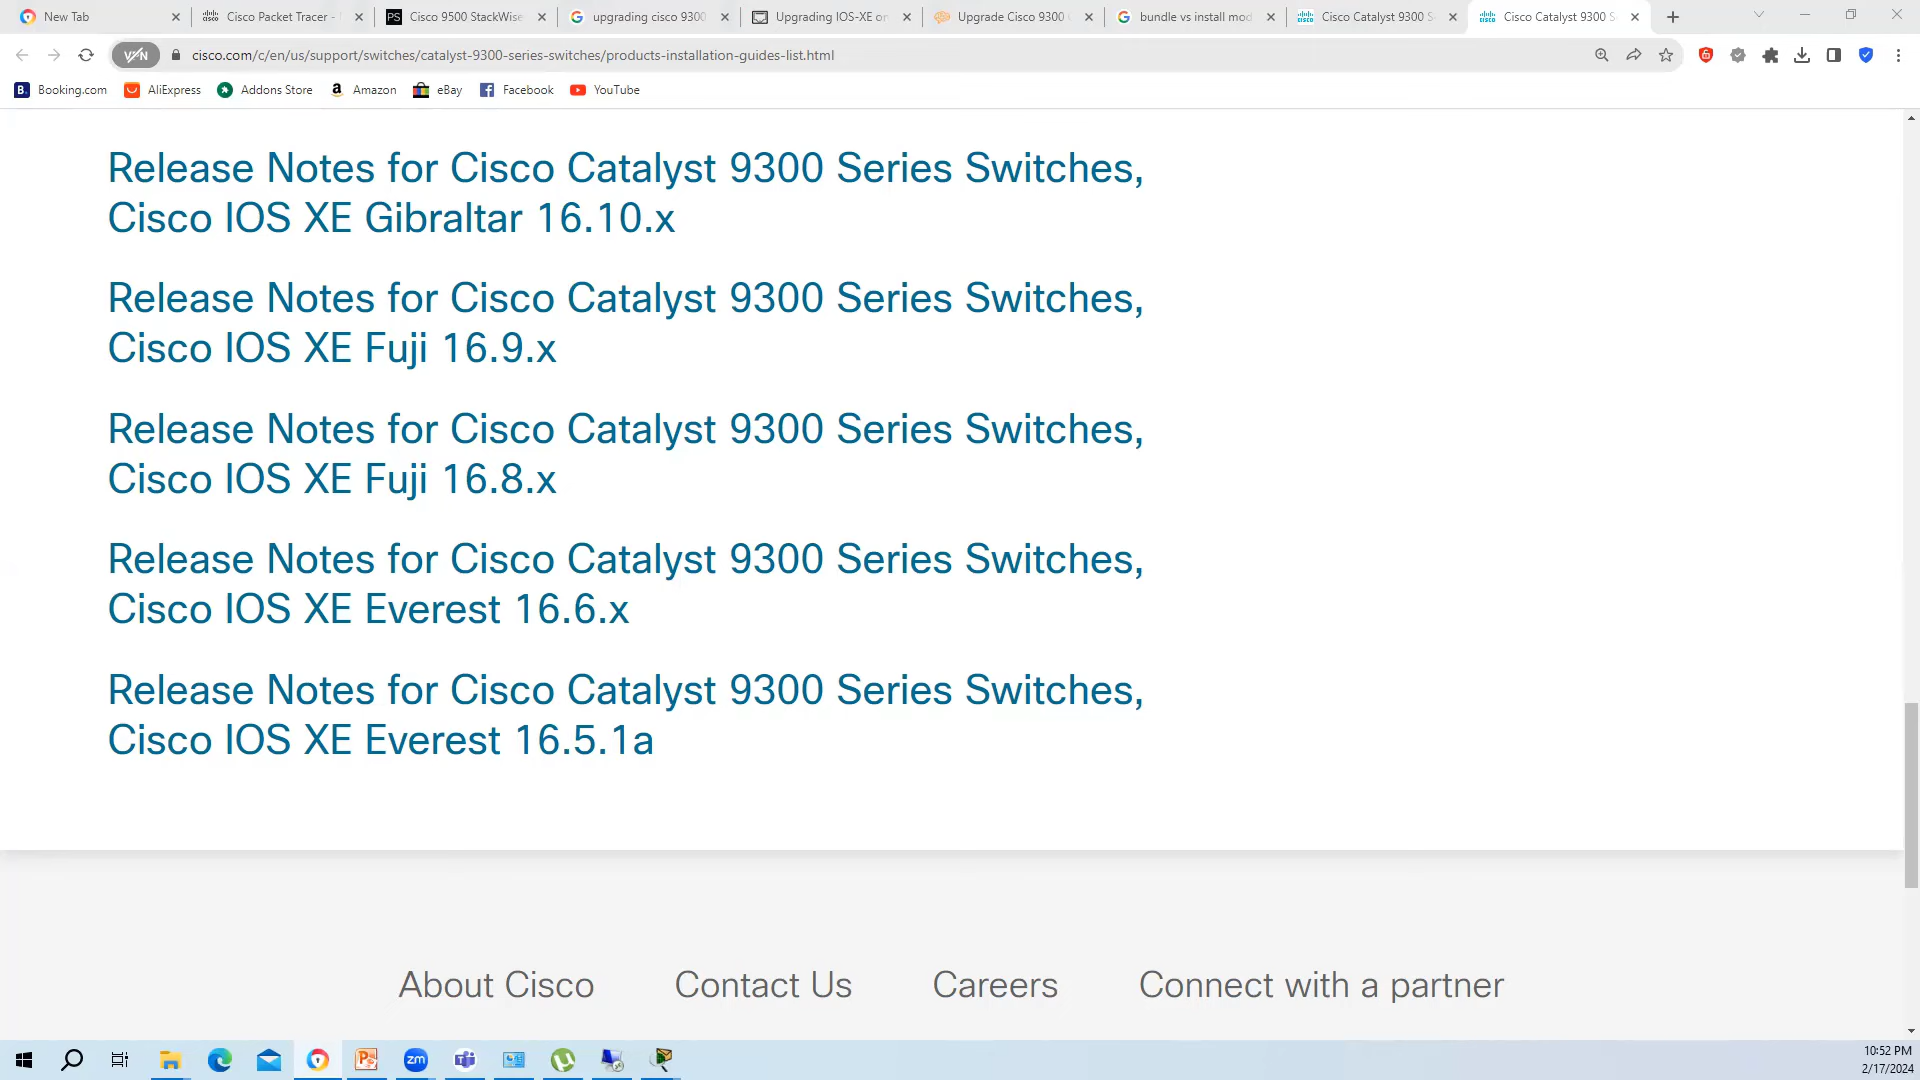 New Tab
Cisco Packet Tracer -
Cisco 9500 StackWise
upgrading cisco 9300
Upgrading IOS-XE on
Upgrade Cisco 9300
bundle vs install mod
Cisco Catalyst 9300 S
Cisco Catalyst 9300 S
VPN
cisco.com/c/en/us/support/switches/catalyst-9300-series-switches/products-installation-guides-list.html
Booking.com
AliExpress
Addons Store
Amazon
eBay
Facebook
YouTube
Release Notes for Cisco Catalyst 9300 Series Switches,
Cisco IOS XE Gibraltar 16.10.x
Release Notes for Cisco Catalyst 9300 Series Switches,
Cisco IOS XE Fuji 16.9.x
Release Notes for Cisco Catalyst 9300 Series Switches,
Cisco IOS XE Fuji 16.8.x
Release Notes for Cisco Catalyst 9300 Series Switches,
Cisco IOS XE Everest 16.6.x
Release Notes for Cisco Catalyst 9300 Series Switches,
Cisco IOS XE Everest 16.5.1a
About Cisco
Contact Us
Careers
Connect with a partner
10:52 PM
2/17/2024